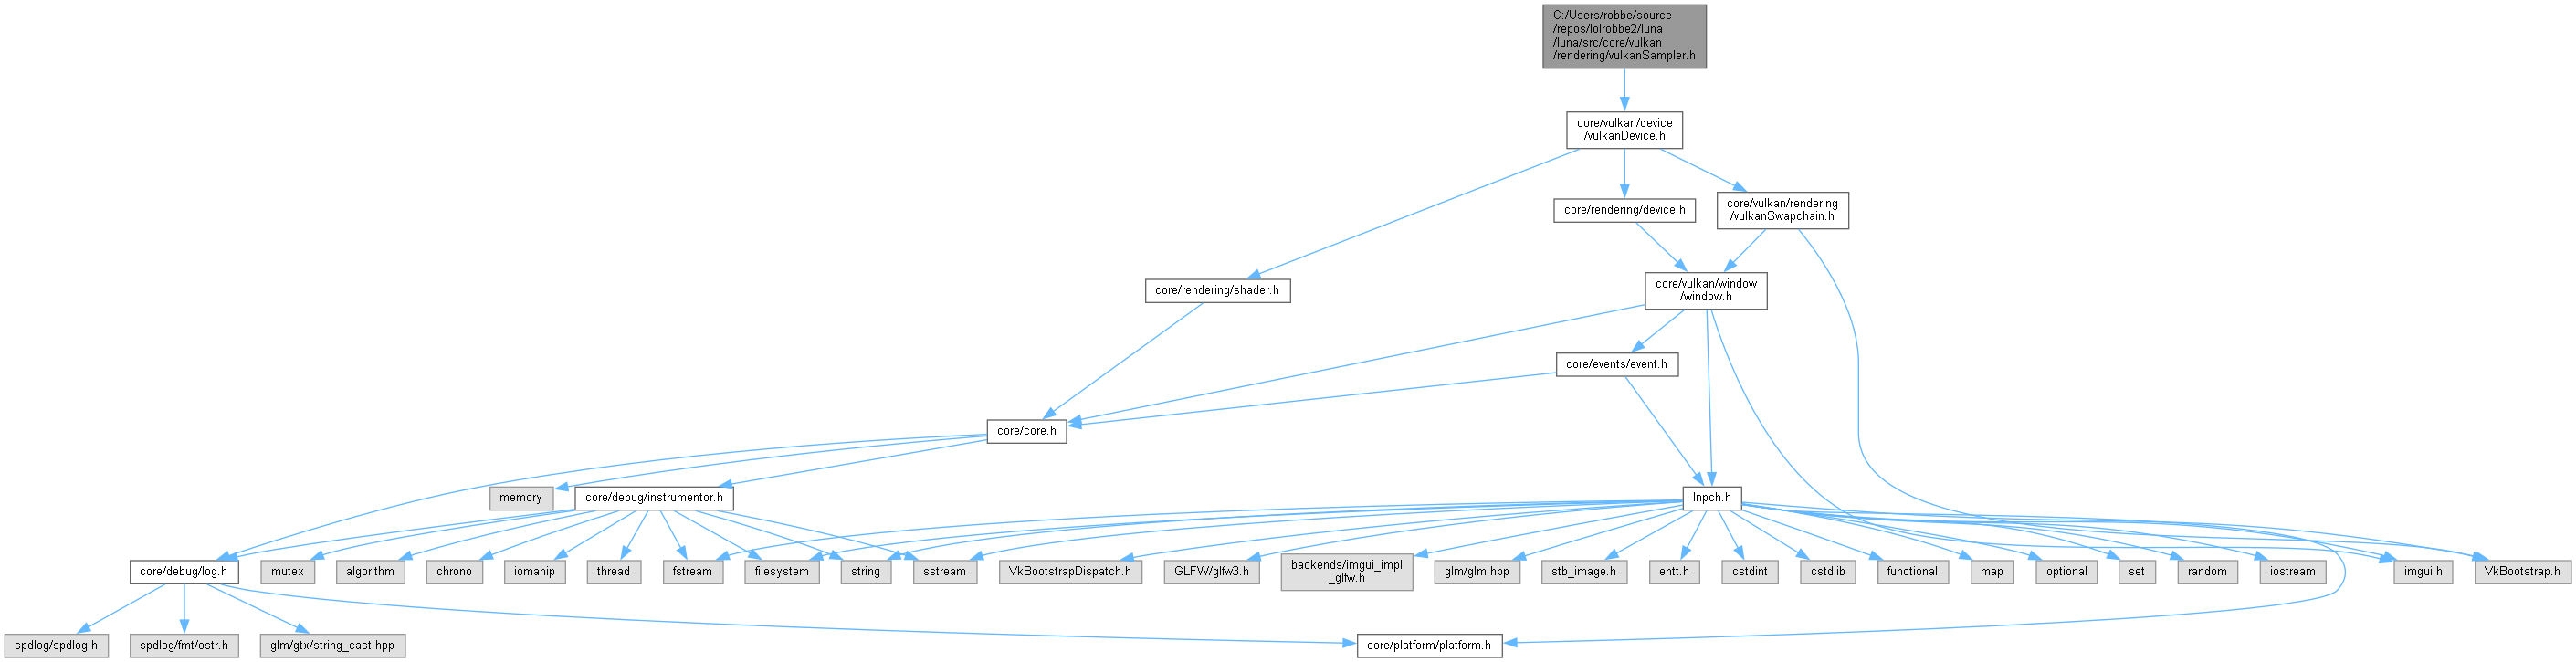 C:/Users/robbe/source
/repos/lolrobbe2/luna
/luna/src/core/vulkan
/rendering/vulkanSampler.h
core/vulkan/device
/vulkanDevice.h
core/rendering/device.h
core/vulkan/rendering
/vulkanSwapchain.h
core/rendering/shader.h
core/vulkan/window
/window.h
core/events/event.h
core/core.h
memory
core/debug/instrumentor.h
lnpch.h
core/debug/log.h
mutex
algorithm
chrono
iomanip
thread
fstream
filesystem
string
sstream
VkBootstrapDispatch.h
GLFW/glfw3.h
backends/imgui_impl
_glfw.h
glm/glm.hpp
stb_image.h
entt.h
cstdint
cstdlib
functional
map
optional
set
random
iostream
imgui.h
VkBootstrap.h
spdlog/spdlog.h
spdlog/fmt/ostr.h
glm/gtx/string_cast.hpp
core/platform/platform.h